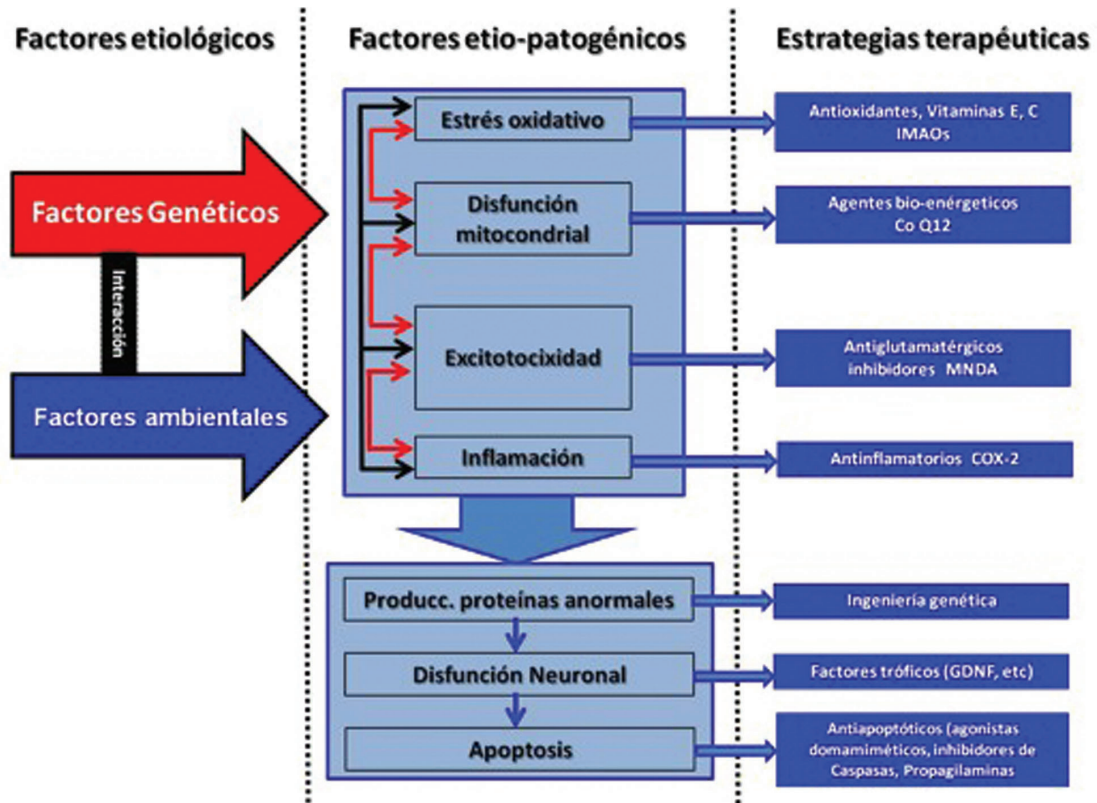 Factores etiológicos
Factores etio-patogénicos
Estrategias terapéuticas
Factores Genéticos
Interacción
Factores ambientales
Estrés oxidativo
Disfunción
mitocondrial
Excitotocixidad
Inflamación
Producc. proteínas anormales
Disfunción Neuronal
Apoptosis
Antioxidantes, Vitaminas E, C
IMAOs
Agentes bio-enérgeticos
Co Q12
Antiglutamatérgicos
inhibidores MNDA
Antinflamatorios COX-2
Ingeniería genética
Factores tróficos (GDNF, etc)
Antiapoptóticos (agonistas
domamiméticos, inhibidores de
Caspasas, Propagilaminas